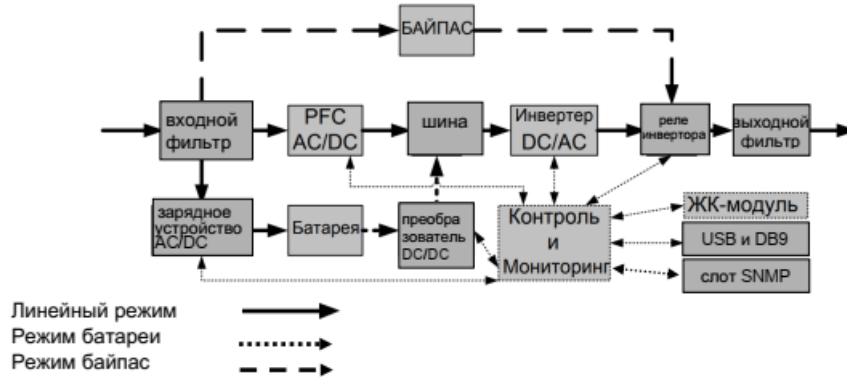 БАЙПАС
входной
фильтр
PFC
AC/DC
шина
Инвертер
DC/AC
реле
инвертора
выходной
фильтр
зарядное
устройство
AC/DC
Батарея
преобра
зователь
DC/DC
Контроль
и
Мониторинг
ЖК-модуль
USB и DB9
слот SNMP
Линейный режим
Режим батареи
Режим байпас